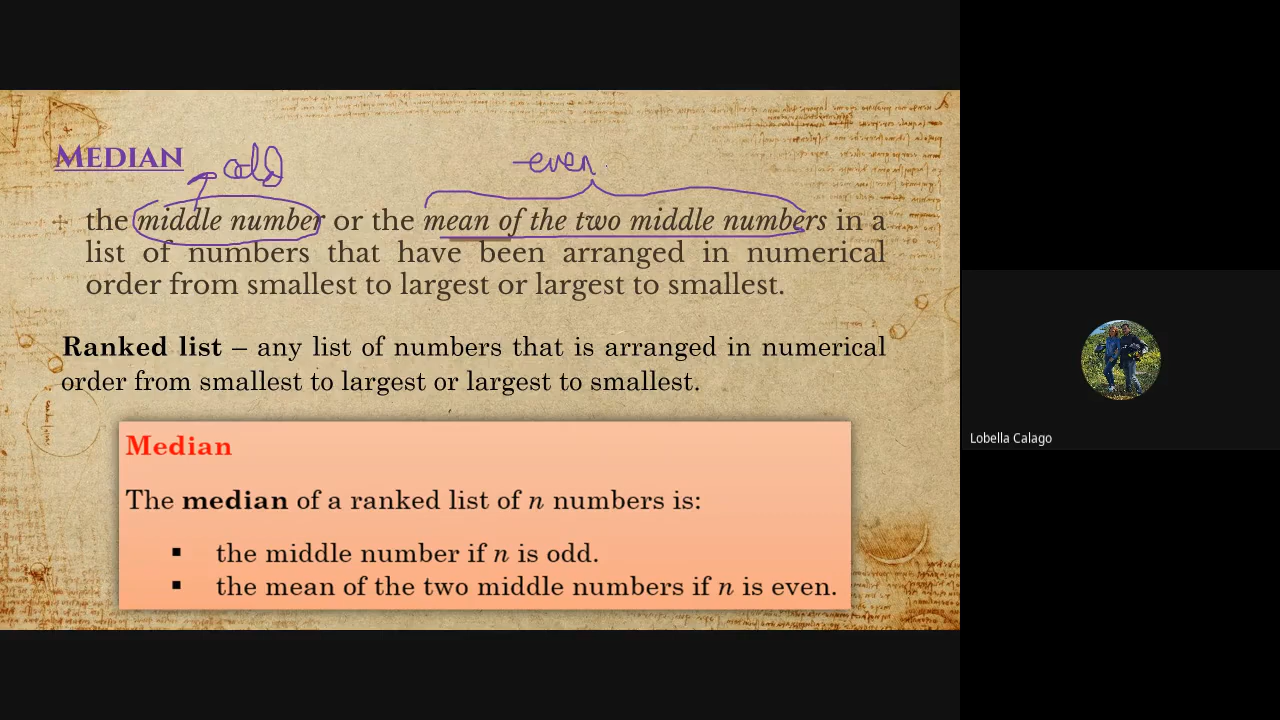 MEDIAN
odd
even
the middle number or the mean of the two middle numbers in a
list of numbers that have been arranged in numerical
order from smallest to largest or largest to smallest.
Ranked list – any list of numbers that is arranged in numerical
order from smallest to largest or largest to smallest.
Median
The median of a ranked list of n numbers is:
▪ the middle number if n is odd.
▪ the mean of the two middle numbers if n is even.
Lobella Calago